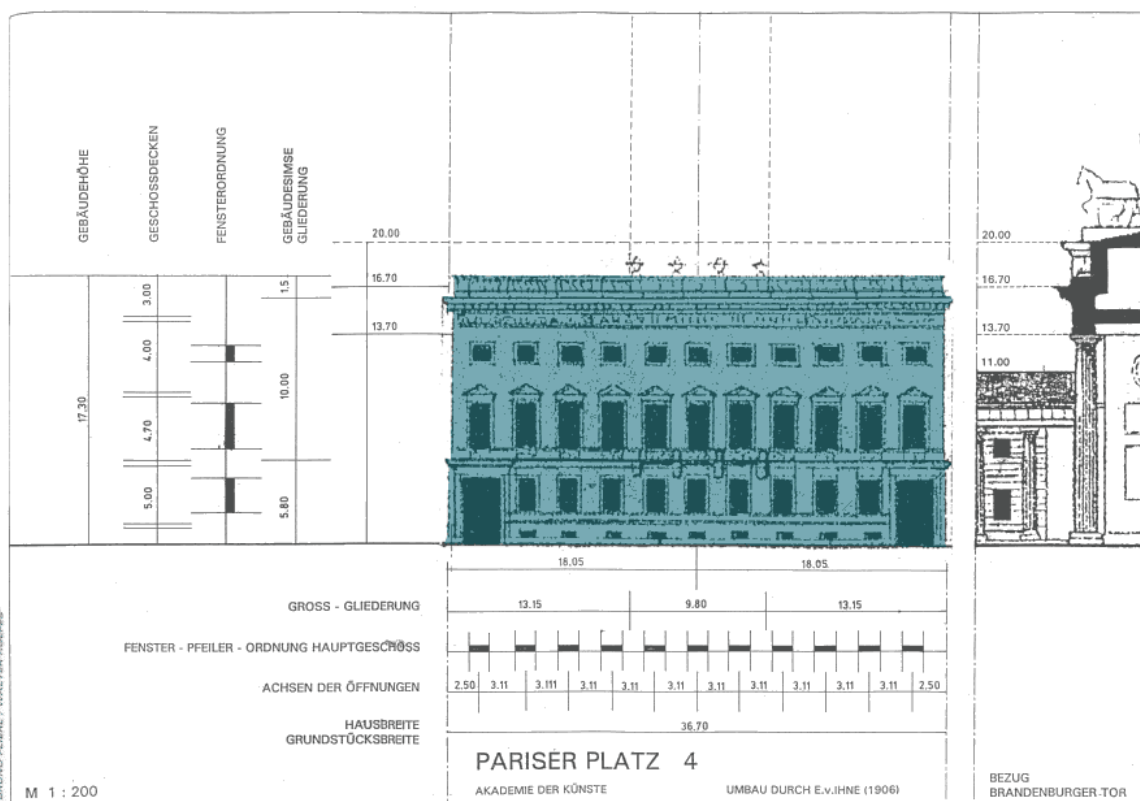 GEBÄUDEHÖHE
GESCHOSSDECKEN
FENSTERORDNUNG
GEBÄUDESIMSE
GLIEDERUNG
17.30
3.00
4.00
4.70
5.00
1.5
10.00
5.80
20.00
16.70
13.70
20.00
16.70
13.70
11.00
18.05 18.05
GROSS - GLIEDERUNG 13.15 9.80 13.15
FENSTER - PFEILER - ORDNUNG HAUPTGESCHOSS
ACHSEN DER ÖFFNUNGEN 2.50 3.11 3.111 3.11 3.11 3.11 3.11 3.11 3.11 3.11 3.11 2.50
HAUSBREITE
GRUNDSTÜCKSBREITE
36.70
PARISER PLATZ 4
AKADEMIE DER KÜNSTE UMBAU DURCH E.v.IHNE (1906)
M 1 : 200
BEZUG
BRANDENBURGER TOR